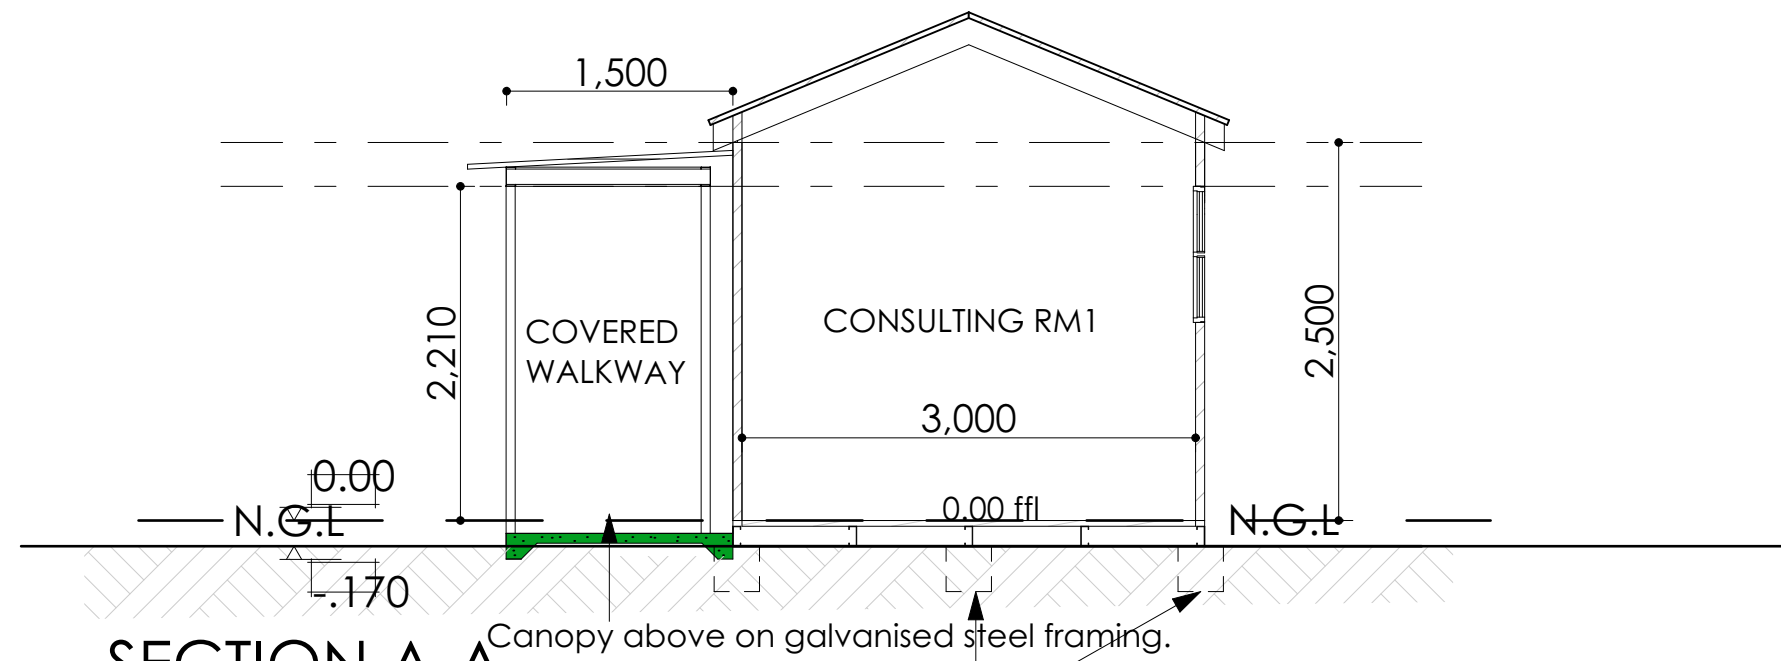 1,500
2,210
COVERED
WALKWAY
CONSULTING RM1
2,500
3,000
0.00
0.00 ffl
N.G.L
N.G.L
-.170
Canopy above on galvanised steel framing.
SECTION A-A